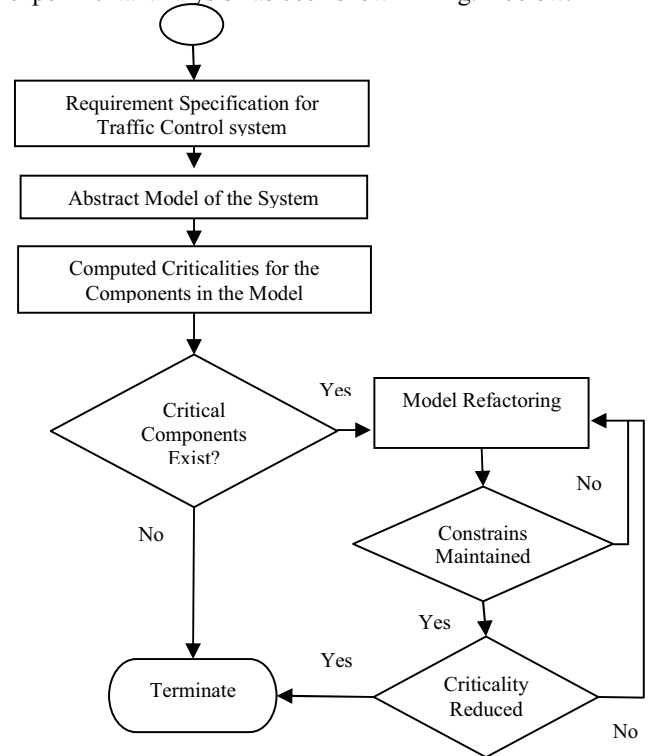 Requirement Specification for
Traffic Control system
Abstract Model of the System
Computed Criticalities for the
Components in the Model
Critical
Components
Exist?
Yes
Model Refactoring
No
Constrains
Maintained
No
Yes
Criticality
Reduced
Yes
Terminate
No